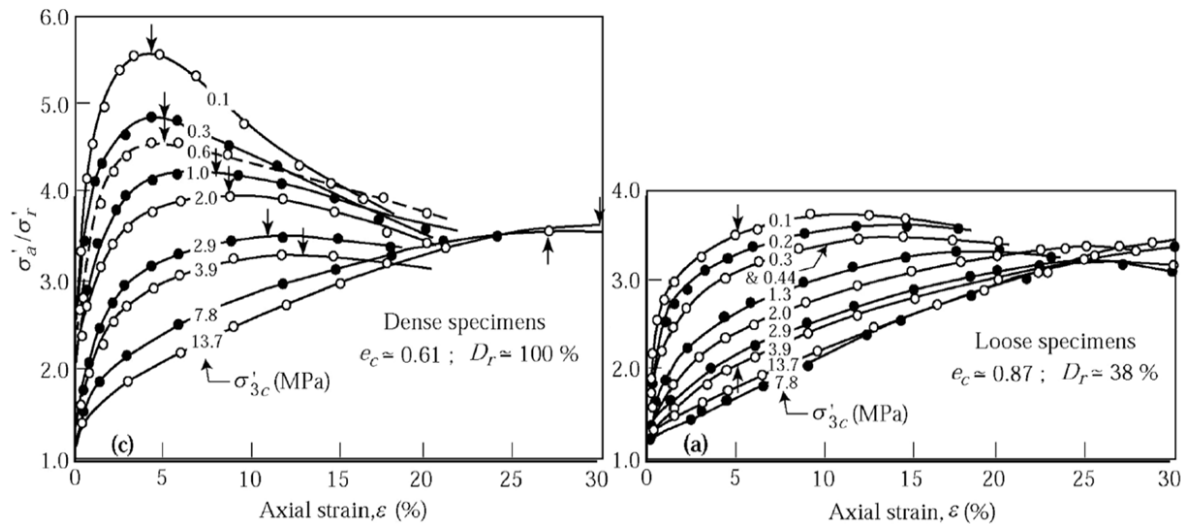 6.0
5.0
4.0
3.0
2.0
1.0
σ'a/σ'r
0.1
0.3
0.6
1.0
2.0
2.9
3.9
7.8
13.7
σ'3c (MPa)
Dense specimens
ec ≃ 0.61 ; Dr ≃ 100 %
(c)
0 5 10 15 20 25 30
Axial strain, ε (%)
4.0
3.0
2.0
1.0
0.1
0.2
0.3
& 0.44
1.3
2.0
2.9
3.9
13.7
7.8
σ'3c (MPa)
Loose specimens
ec ≃ 0.87 ; Dr ≃ 38 %
(a)
0 5 10 15 20 25 30
Axial strain, ε (%)